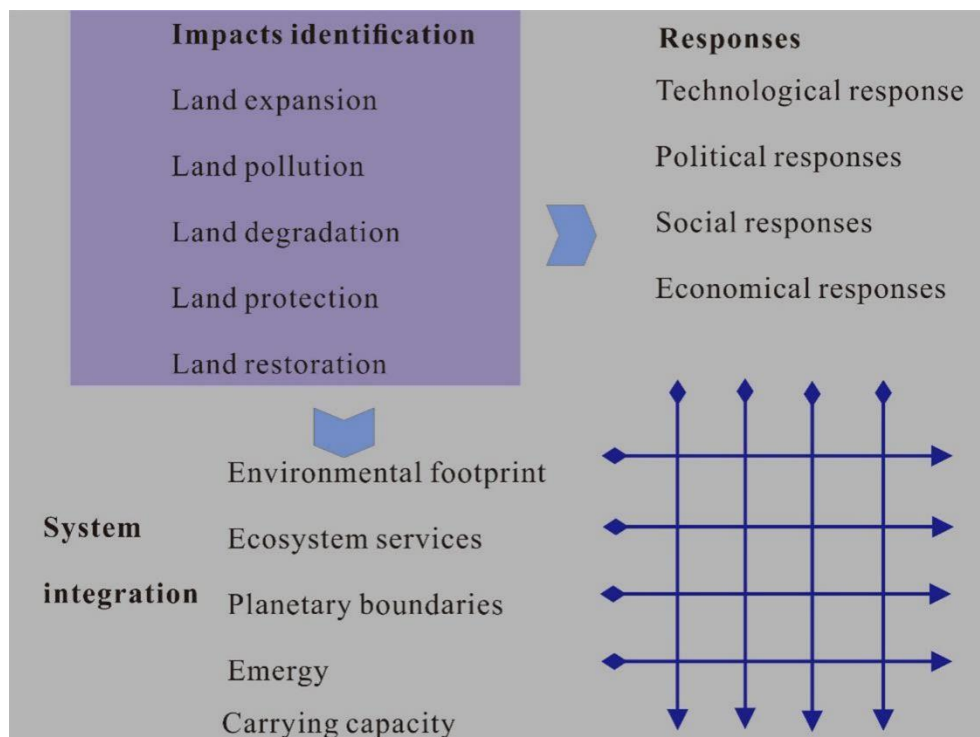 Impacts identification
Land expansion
Land pollution
Land degradation
Land protection
Land restoration
Responses
Technological response
Political responses
Social responses
Economical responses
System
integration
Environmental footprint
Ecosystem services
Planetary boundaries
Emergy
Carrying capacity